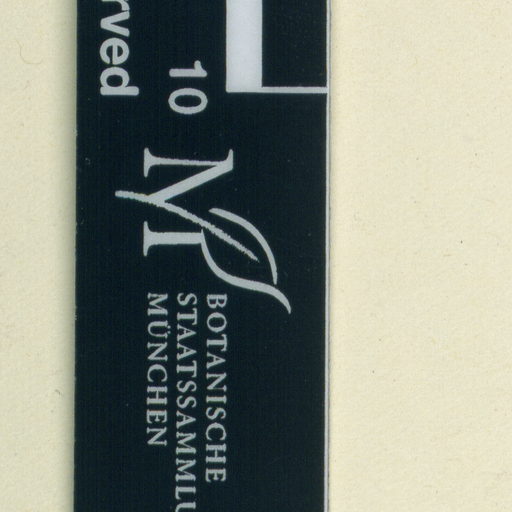 rved
10
BOTANISCHE
STAATSSAMMLU
MÜNCHEN